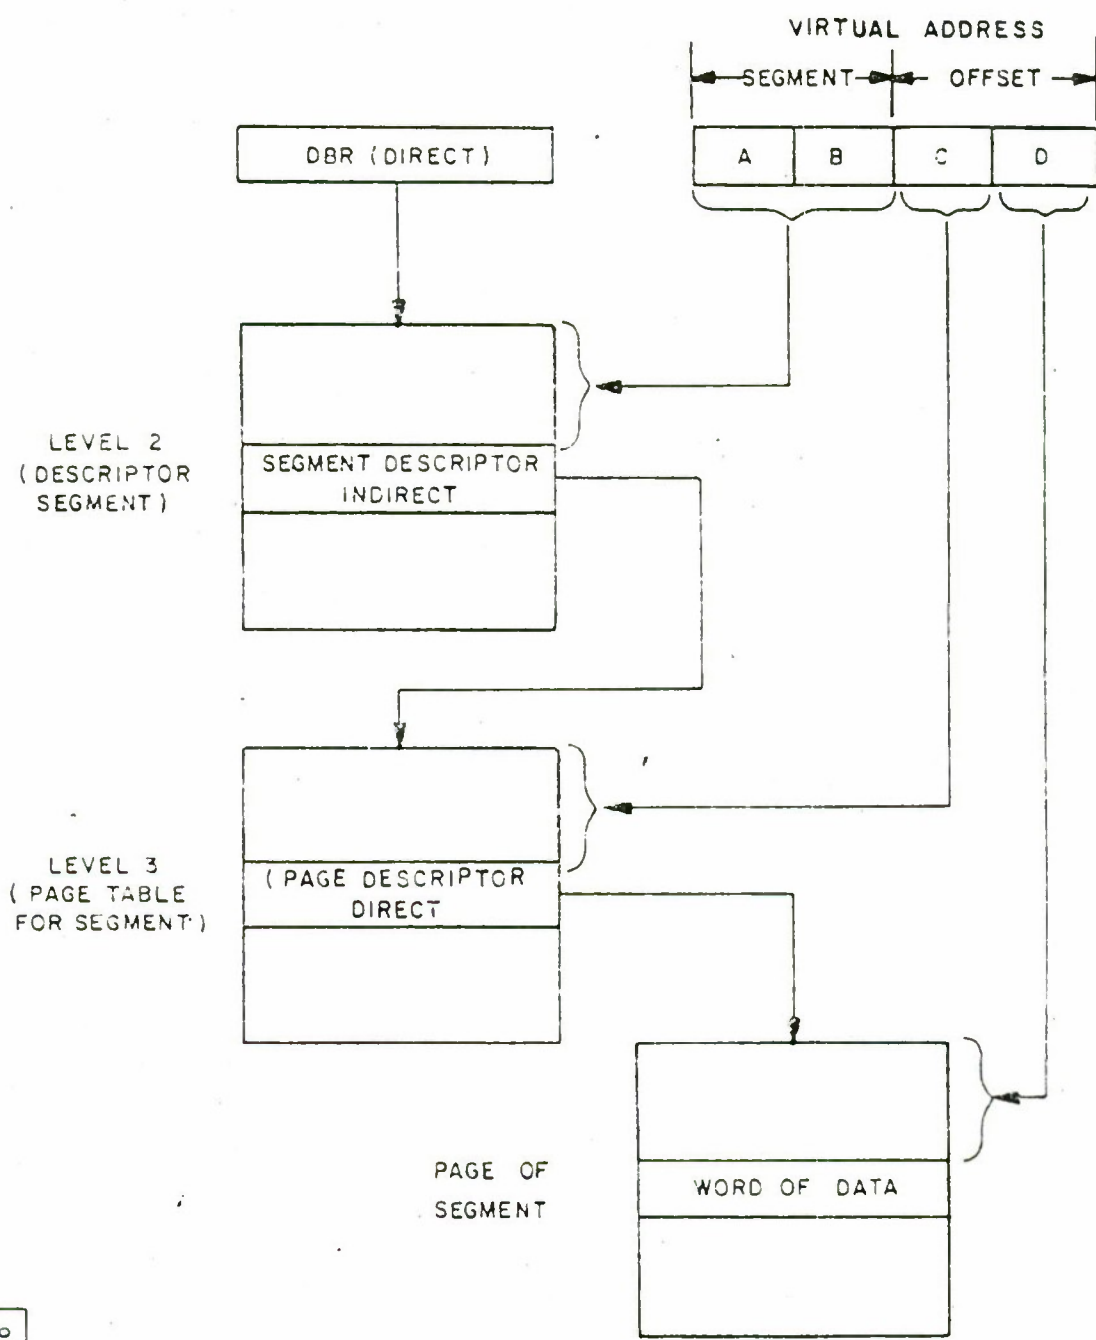 VIRTUAL ADDRESS
SEGMENT OFFSET
DBR (DIRECT)
A B C D
LEVEL 2
(DESCRIPTOR
SEGMENT)
SEGMENT DESCRIPTOR
INDIRECT
LEVEL 3
( PAGE TABLE
FOR SEGMENT )
( PAGE DESCRIPTOR
DIRECT
PAGE OF
SEGMENT
WORD OF DATA